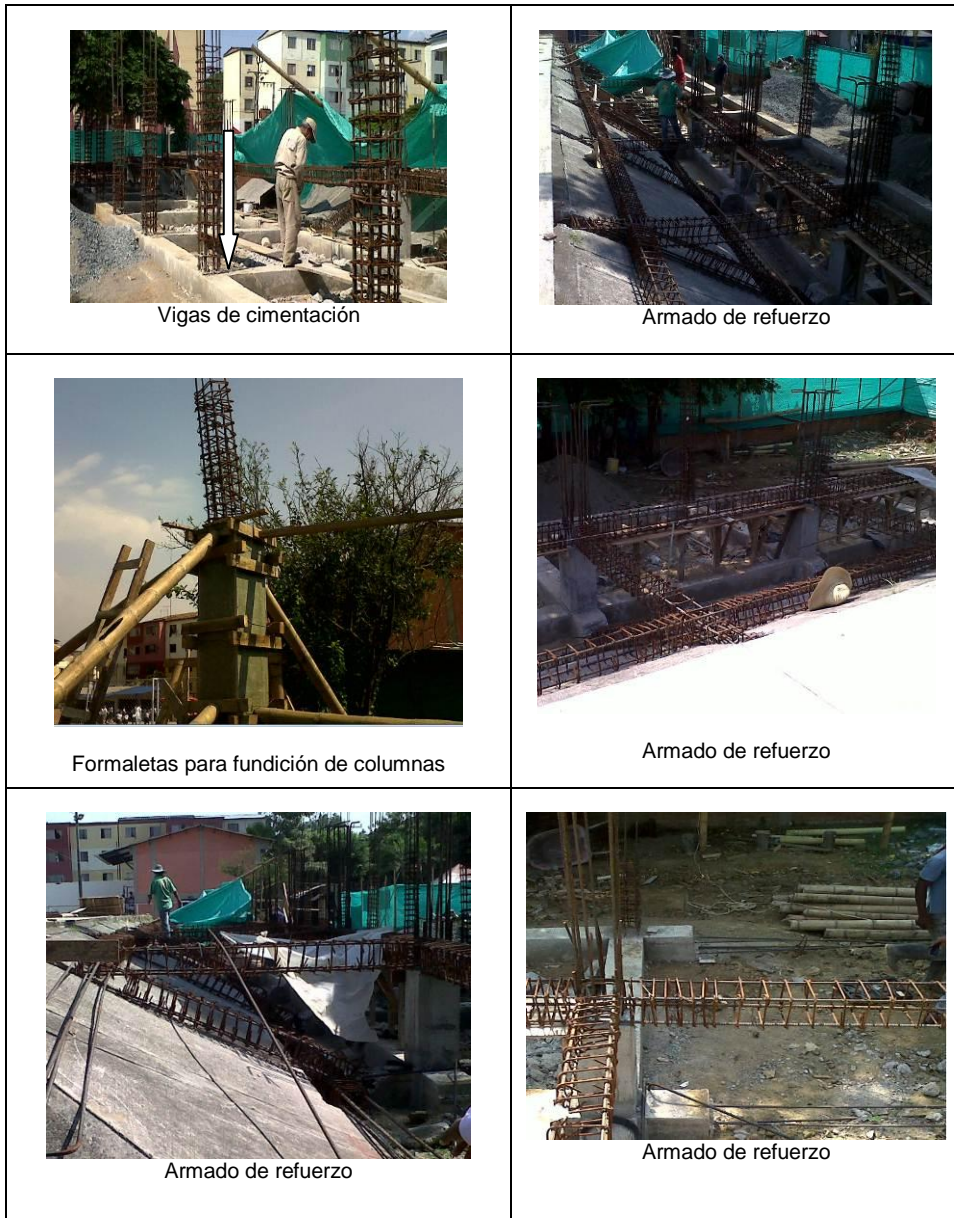 Vigas de cimentación
Armado de refuerzo
Formaletas para fundición de columnas
Armado de refuerzo
Armado de refuerzo
Armado de refuerzo